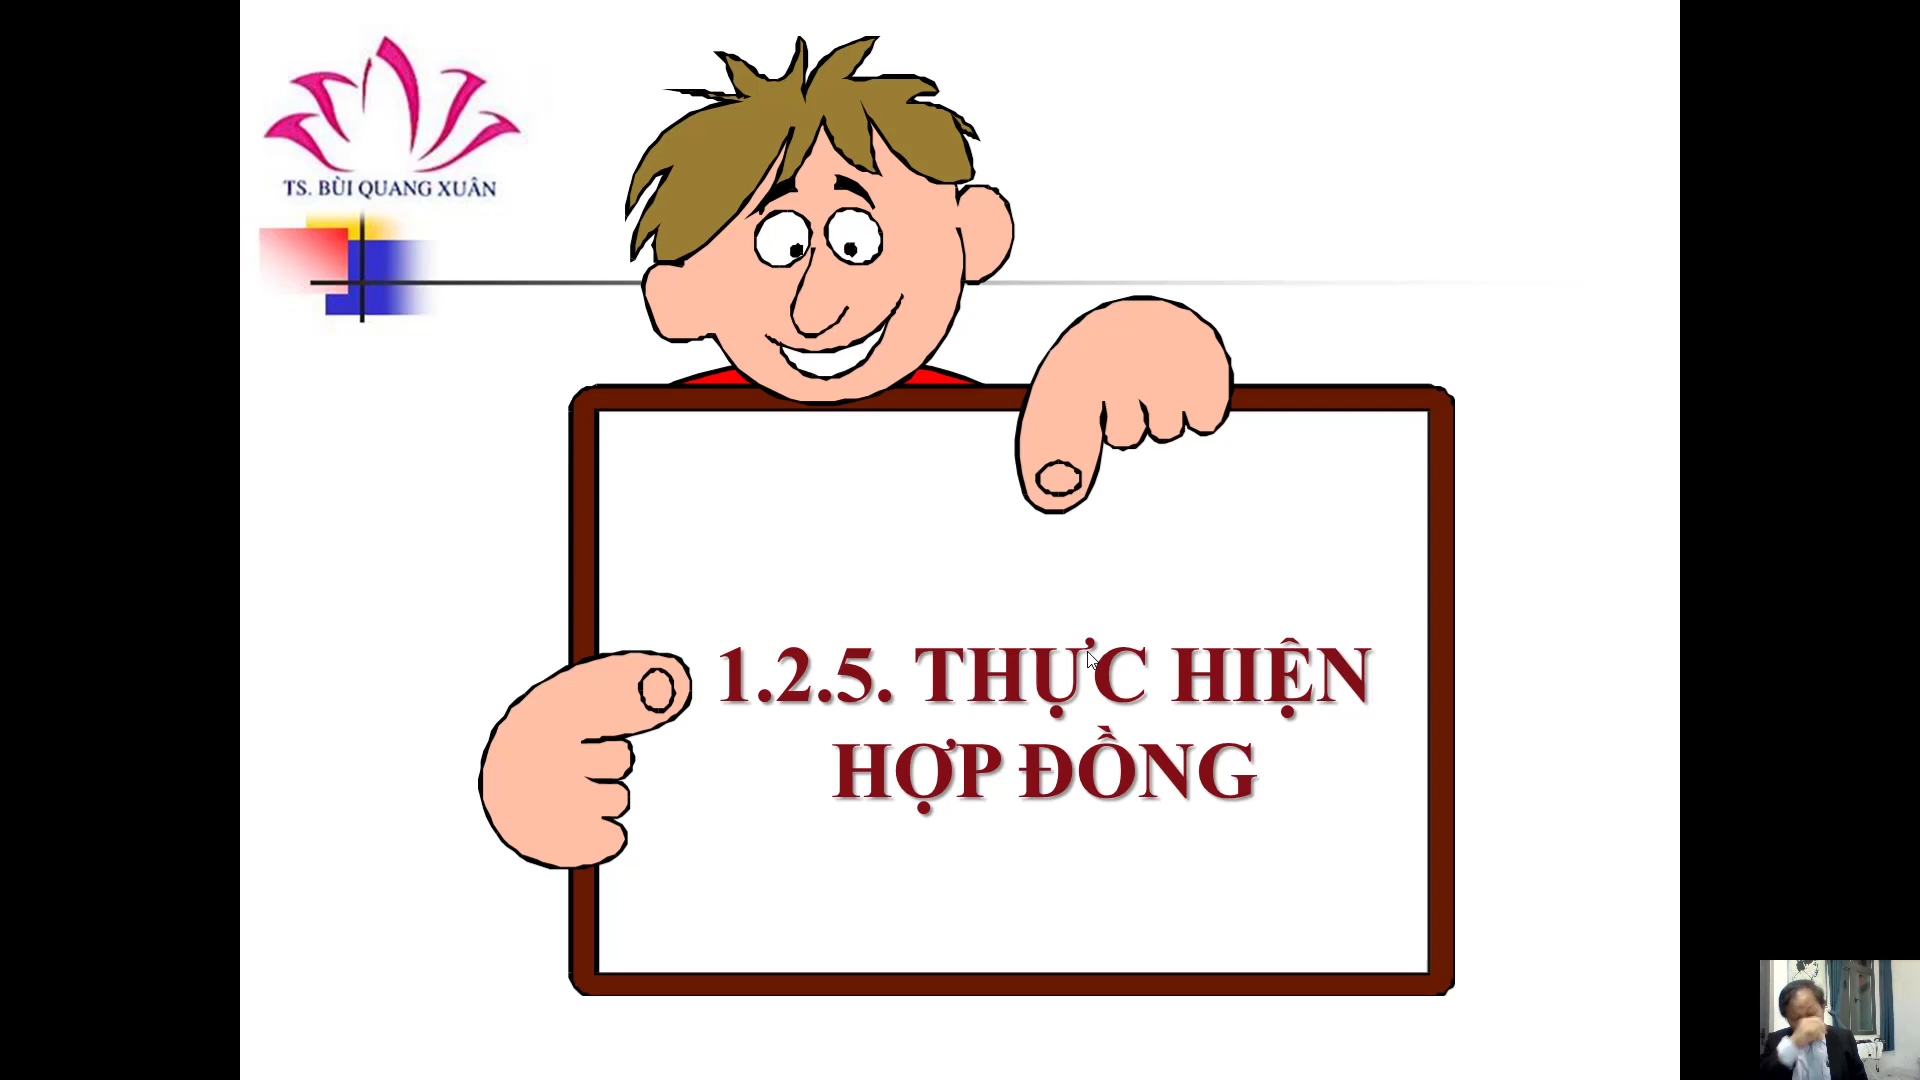 TS. BÙI QUANG XUÂN
1.2.5. THỰC HIỆN
HỢP ĐỒNG